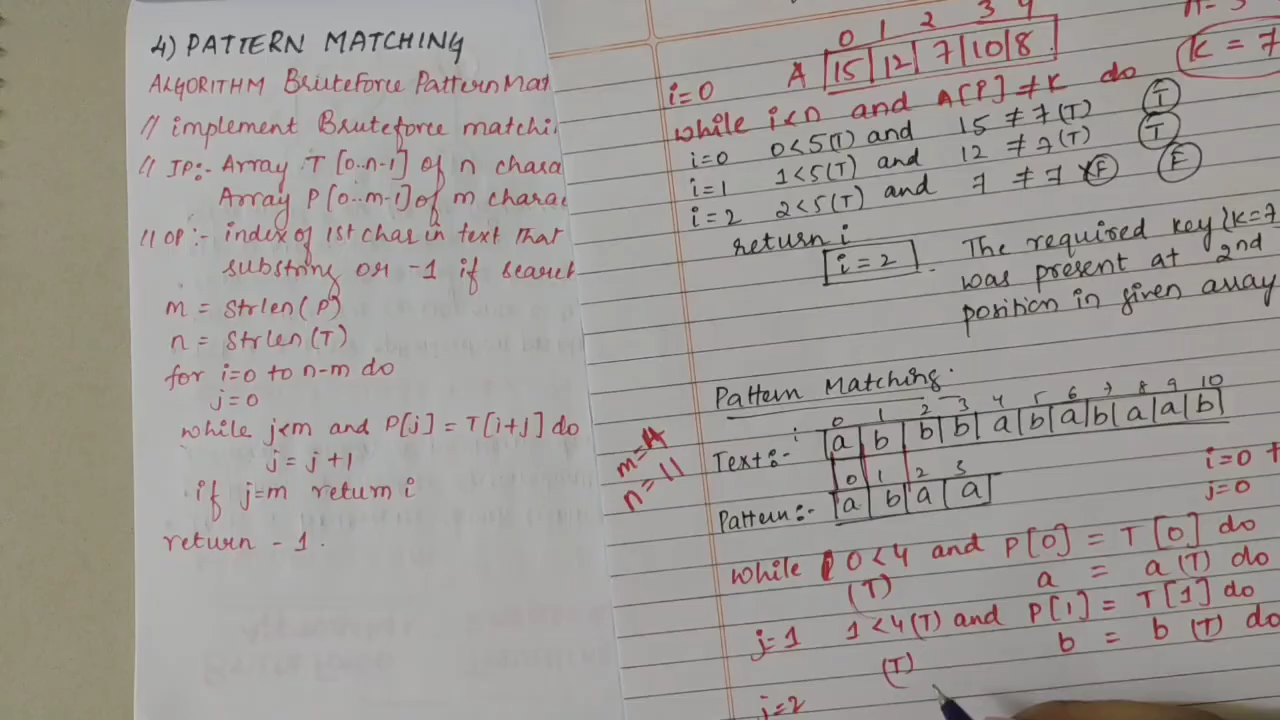 4) PATTERN MATCHING
ALGORITHM Bruteforce Pattern Mat
// implement Bruteforce matchi
// IP:- Array T[0..n-1] of n chara
Array P[0..m-1] of m charac
// OP:- index of 1st char in text that
substring or -1 if search
m = Strlen(P)
n = Strlen(T)
for i=0 to n-m do
j=0
while j<m and P[j] = T[i+j] do
j = j+1
if j=m return i
return -1.
0 1 2 3 4
A 15 12 7 10 8
k = 7
i=0
while i<n and A[P] ≠ K do
i=0 0<5(T) and 15 ≠ 7 (T) (T)
i=1 1<5(T) and 12 ≠ 7 (T) (T)
i=2 2<5(T) and 7 ≠ 7 (F) (F)
return i
[i=2]. The required key (k=7
was present at 2nd
position in given array
Pattern Matching.
i 0 1 2 3 4 5 6 7 8 9 10
Text:- a b b b a b a b a a b
m=4
n=11
0 1 2 3
Pattern:- a b a a
i=0 t
j=0
while 0<4 and P[0] = T[0] do
(T) a = a (T) do
j=1 1<4(T) and P[1] = T[1] do
(T) b = b (T) do
j=2